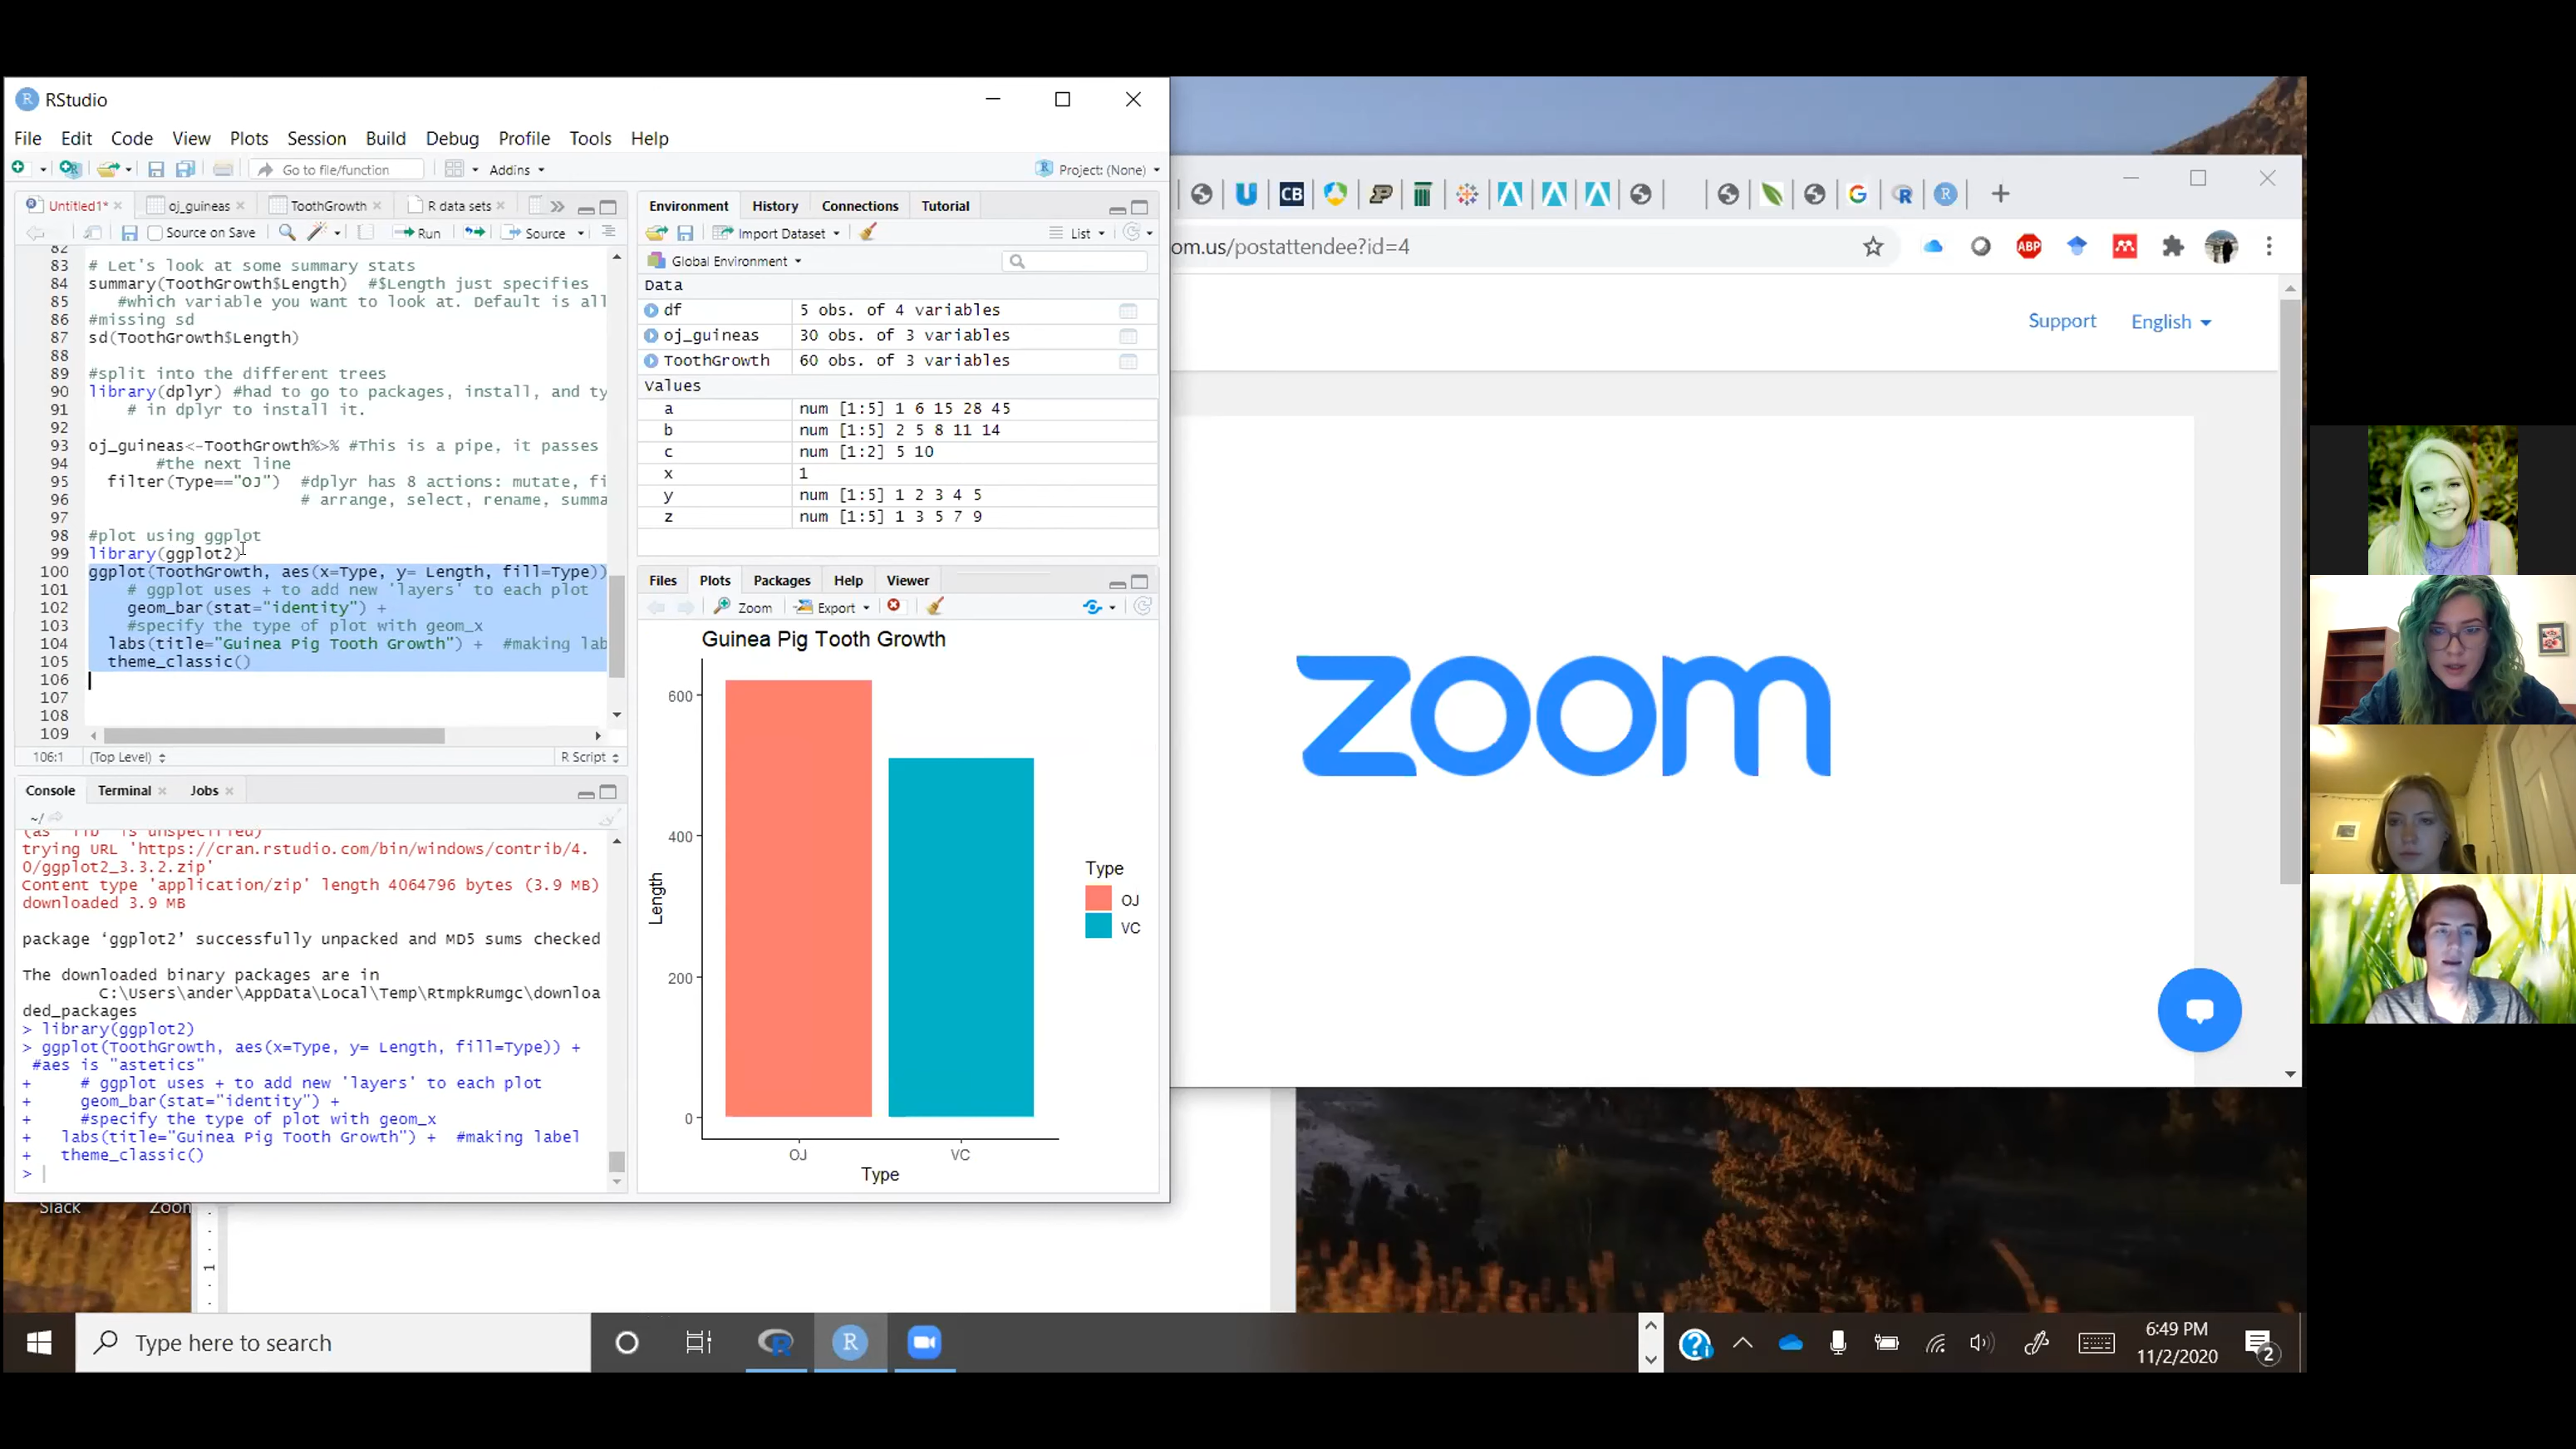 RStudio
File Edit Code View Plots Session Build Debug Profile Tools Help
Go to file/function Addins Project: (None)
Untitled1* oj_guineas ToothGrowth R data sets
Source on Save Run Source
82
83 # Let's look at some summary stats
84 summary(ToothGrowth$Length) #$Length just specifies
85 #which variable you want to look at. Default is all
86 #missing sd
87 sd(ToothGrowth$Length)
88
89 #split into the different trees
90 library(dplyr) #had to go to packages, install, and ty
91 # in dplyr to install it.
92
93 oj_guineas<-ToothGrowth%>% #This is a pipe, it passes
94 #the next line
95 filter(Type=="OJ") #dplyr has 8 actions: mutate, fi
96 # arrange, select, rename, summa
97
98 #plot using ggplot
99 library(ggplot2)
100 ggplot(ToothGrowth, aes(x=Type, y= Length, fill=Type))
101 # ggplot uses + to add new 'layers' to each plot
102 geom_bar(stat="identity") +
103 #specify the type of plot with geom_x
104 labs(title="Guinea Pig Tooth Growth") + #making lab
105 theme_classic()
106
107
108
109
106:1 (Top Level) R Script
Console Terminal Jobs
~/
(as 'lib' is unspecified)
trying URL 'https://cran.rstudio.com/bin/windows/contrib/4.
0/ggplot2_3.3.2.zip'
Content type 'application/zip' length 4064796 bytes (3.9 MB)
downloaded 3.9 MB
package ‘ggplot2’ successfully unpacked and MD5 sums checked
The downloaded binary packages are in
C:\Users\ander\AppData\Local\Temp\RtmpkRumgc\downloa
ded_packages
> library(ggplot2)
> ggplot(ToothGrowth, aes(x=Type, y= Length, fill=Type)) +
#aes is "astetics"
+ # ggplot uses + to add new 'layers' to each plot
+ geom_bar(stat="identity") +
+ #specify the type of plot with geom_x
+ labs(title="Guinea Pig Tooth Growth") + #making label
+ theme_classic()
>
Environment History Connections Tutorial
Import Dataset List
Global Environment
Data
df 5 obs. of 4 variables
oj_guineas 30 obs. of 3 variables
ToothGrowth 60 obs. of 3 variables
Values
a num [1:5] 1 6 15 28 45
b num [1:5] 2 5 8 11 14
c num [1:2] 5 10
x 1
y num [1:5] 1 2 3 4 5
z num [1:5] 1 3 5 7 9
Files Plots Packages Help Viewer
Zoom Export
Guinea Pig Tooth Growth
600
400
200
0
Length
OJ VC
Type
Type
OJ
VC
U CB G R R
om.us/postattendee?id=4
ABP
Support English
zoom
Slack Zoom
1
Type here to search
6:49 PM
11/2/2020
2